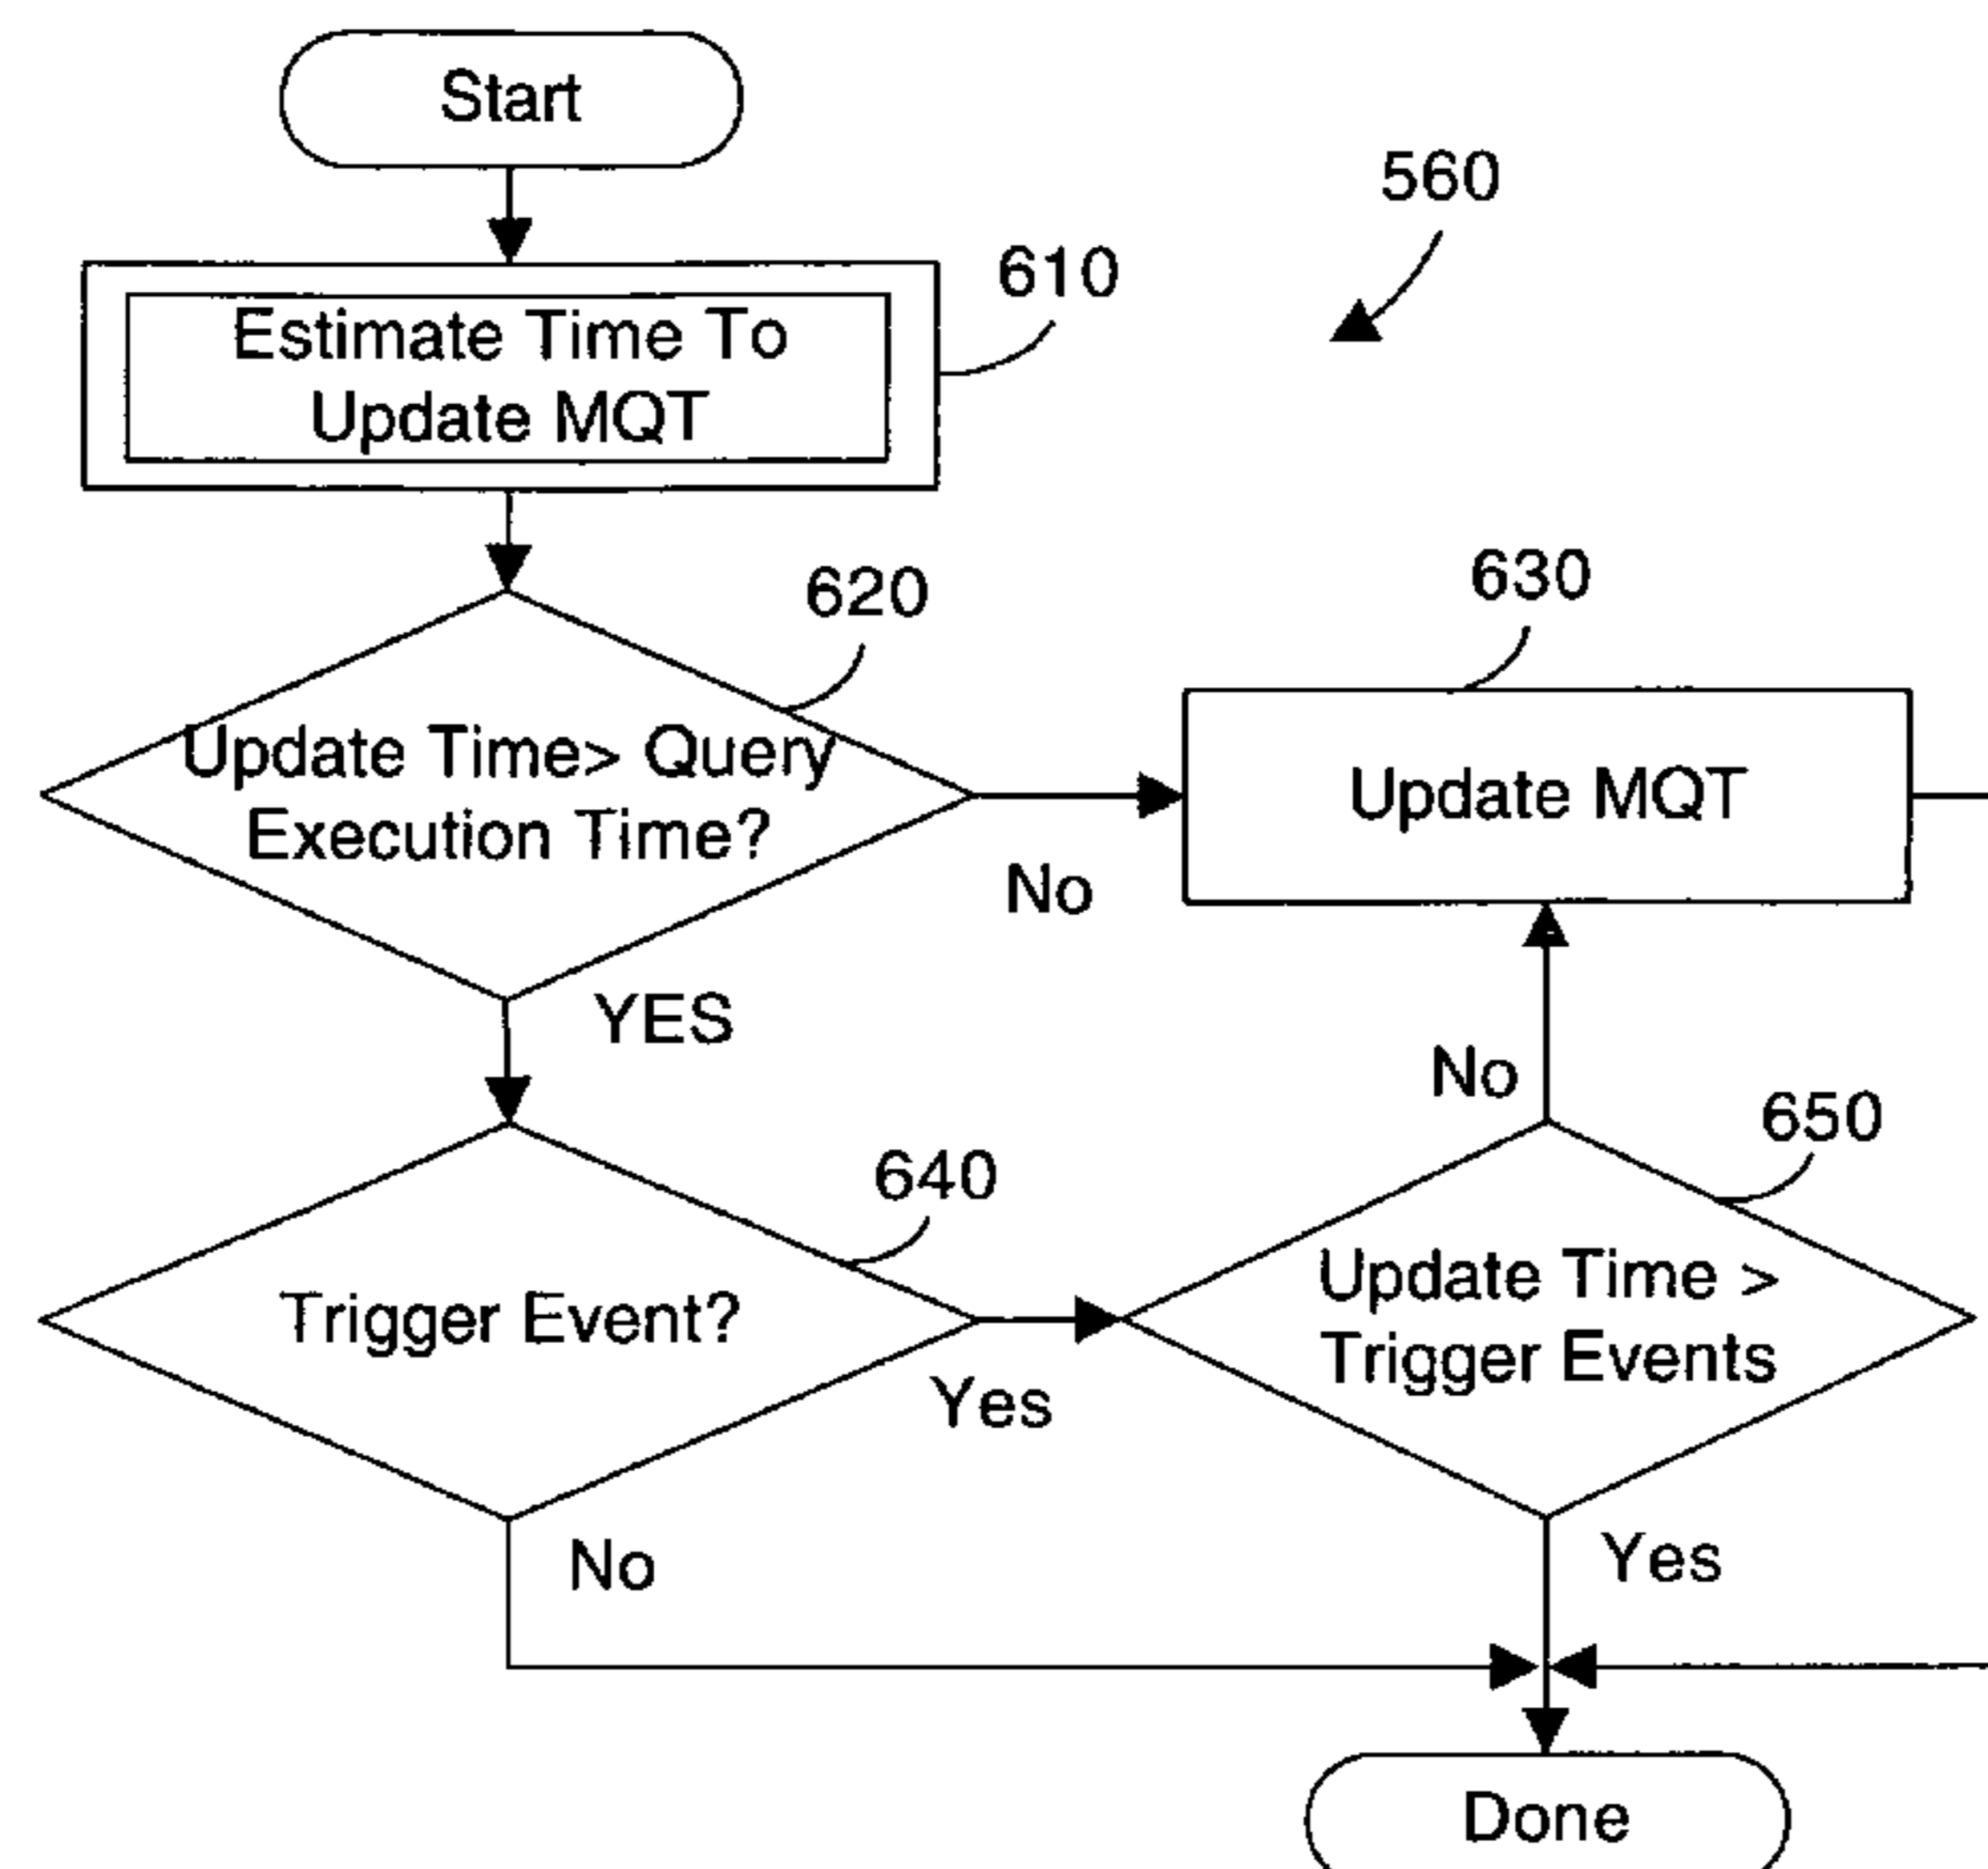 Start
560
610
Estimate Time To
Update MQT
620
630
Update Time> Query
Execution Time?
Update MQT
No
YES
No
650
640
Update Time >
Trigger Events
Trigger Event?
Yes
No
Yes
Done